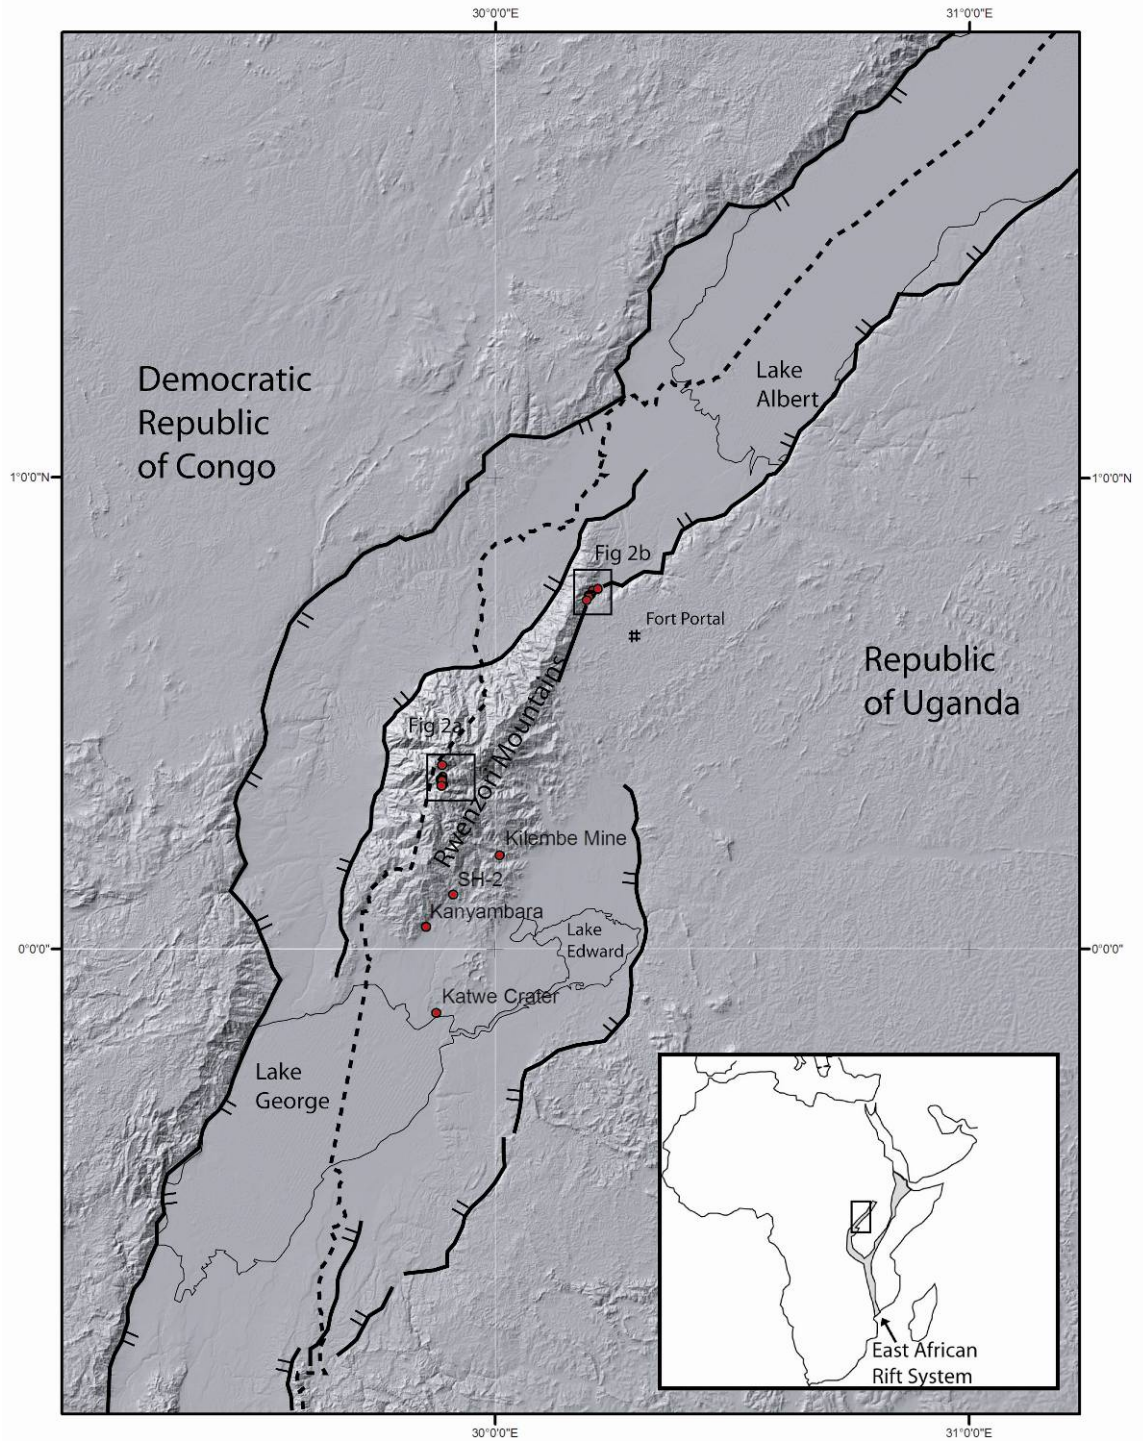 30°0'0"E
31°0'0"E
Democratic
Republic
of Congo
Lake
Albert
1°0'0"N
1°0'0"N
Fig 2b
Fort Portal
Republic
of Uganda
Fig 2a
Rwenzori Mountains
Kilembe Mine
SH-2
Kanyambara
Lake
Edward
0°0'0"
0°0'0"
Katwe Crater
Lake
George
East African
Rift System
30°0'0"E
31°0'0"E